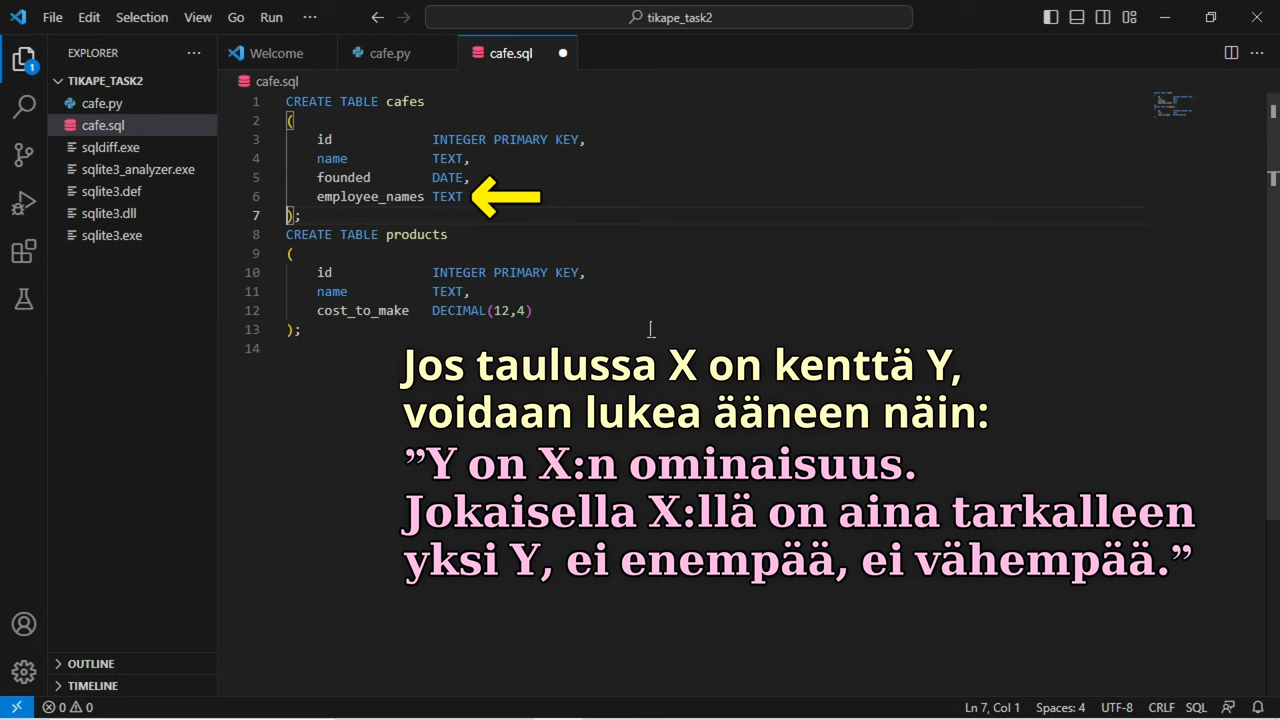 File Edit Selection View Go Run ··· tikape_task2
EXPLORER ···
Welcome cafe.py cafe.sql
TIKAPE_TASK2
cafe.py
cafe.sql
sqldiff.exe
sqlite3_analyzer.exe
sqlite3.def
sqlite3.dll
sqlite3.exe
1
cafe.sql
1 CREATE TABLE cafes
2 (
3 id INTEGER PRIMARY KEY,
4 name TEXT,
5 founded DATE,
6 employee_names TEXT
7 );
8 CREATE TABLE products
9 (
10 id INTEGER PRIMARY KEY,
11 name TEXT,
12 cost_to_make DECIMAL(12,4)
13 );
14
Jos taulussa X on kenttä Y,
voidaan lukea ääneen näin:
”Y on X:n ominaisuus.
Jokaisella X:llä on aina tarkalleen
yksi Y, ei enempää, ei vähempää.”
OUTLINE
TIMELINE
0 0 Ln 7, Col 1 Spaces: 4 UTF-8 CRLF SQL